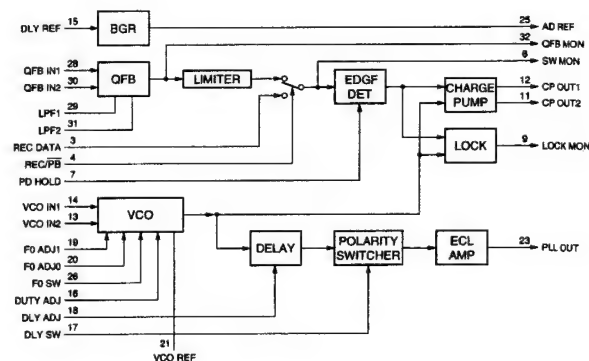 DLY REF 15 BGR 25 AD REF
32 QFB MON
6 SW MON
QFB IN1 28
QFB IN2 30
QFB
LIMITER
EDGF DET
CHARGE PUMP
12 CP OUT1
11 CP OUT2
LPF1 29
LPF2 31
REC DATA 3
REC/PB 4
PD HOLD 7
LOCK
9 LOCK MON
VCO IN1 14
VCO IN2 13
VCO
F0 ADJ1 19
F0 ADJ0 20
F0 SW 26
DUTY ADJ 16
DLY ADJ 18
DLY SW 17
DELAY
POLARITY SWITCHER
ECL AMP
23 PLL OUT
21
VCO REF